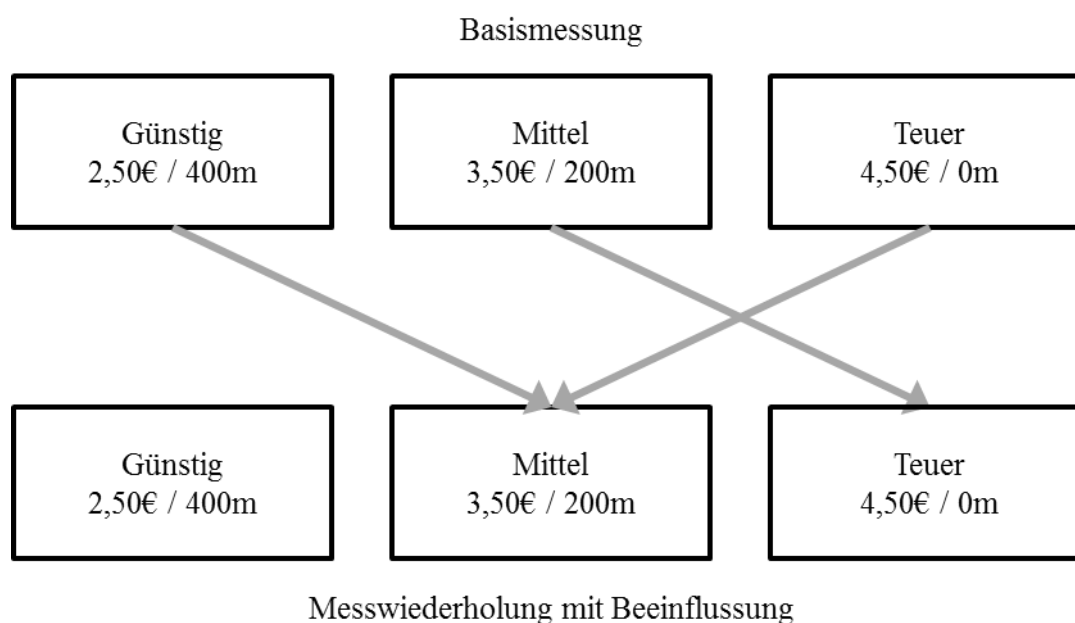 Basismessung
Günstig
2,50€ / 400m
Mittel
3,50€ / 200m
Teuer
4,50€ / 0m
Günstig
2,50€ / 400m
Mittel
3,50€ / 200m
Teuer
4,50€ / 0m
Messwiederholung mit Beeinflussung